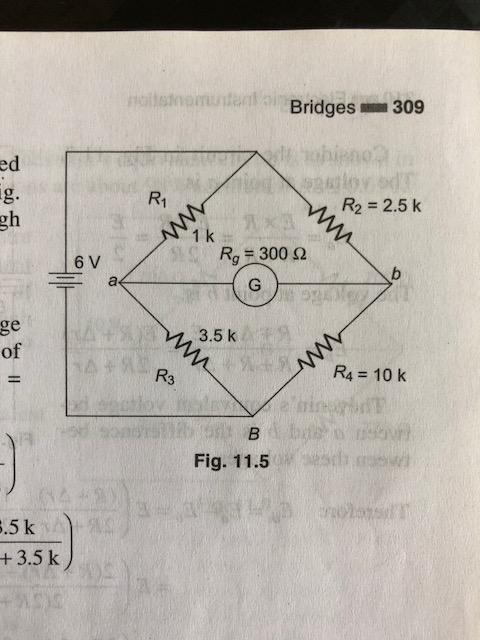 Bridges 309
ed
ig.
gh
R1
1 k
R2 = 2.5 k
Rg = 300 Ω
6 V
a
G
b
ge
of
=
3.5 k
R3
R4 = 10 k
B
Fig. 11.5
3.5 k
+ 3.5 k